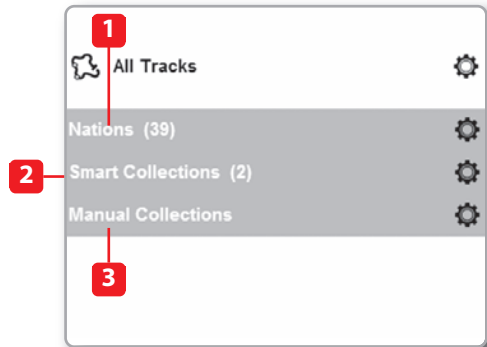 1
All Tracks
Nations (39)
2
Smart Collections (2)
Manual Collections
3